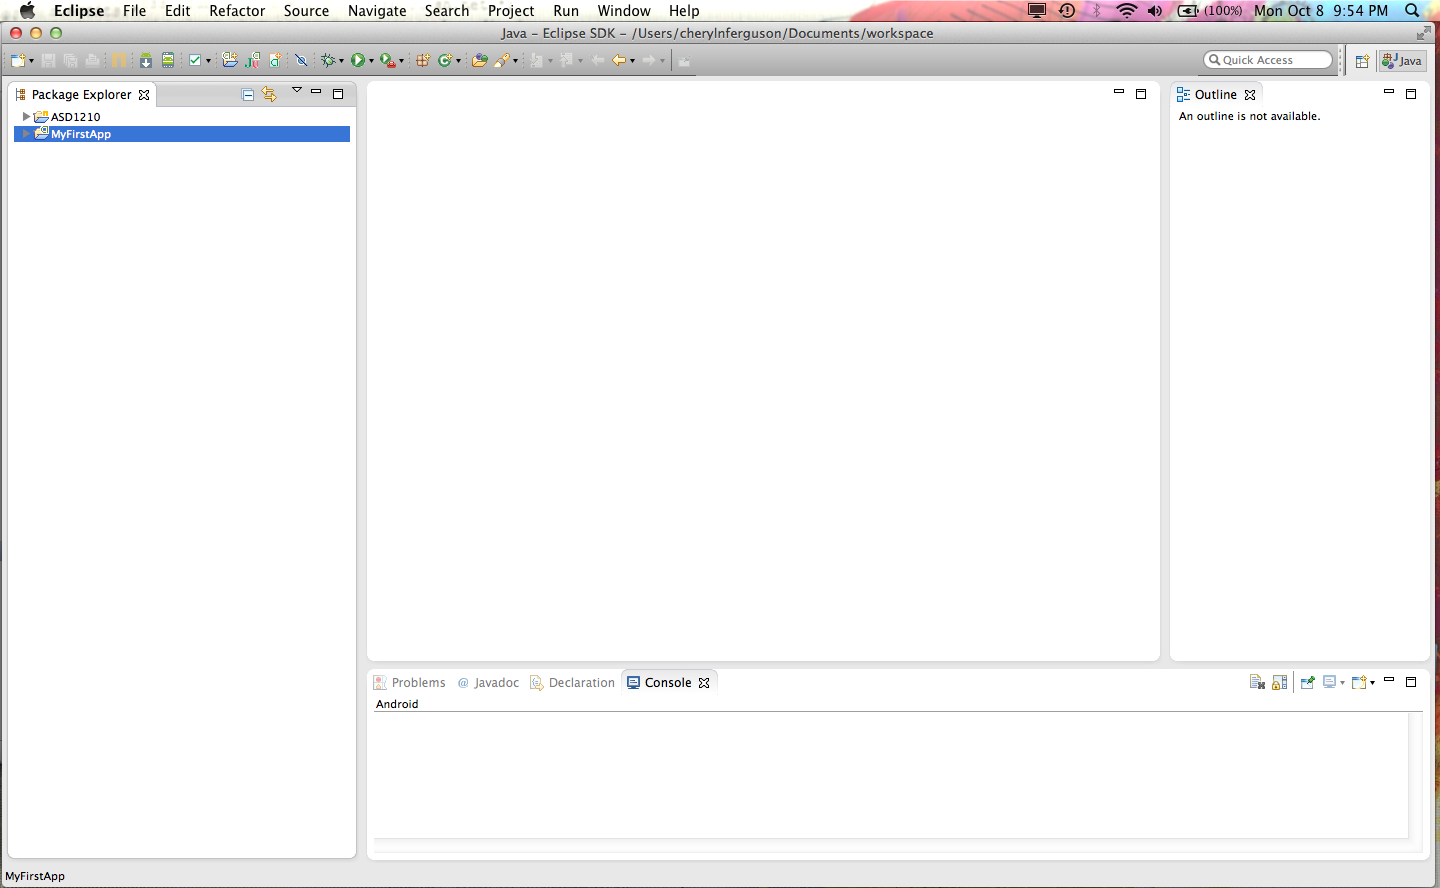 Eclipse File Edit Refactor Source Navigate Search Project Run Window Help (100%) Mon Oct 8 9:54 PM
Java - Eclipse SDK - /Users/cherylnferguson/Documents/workspace
Quick Access Java
Package Explorer
ASD1210
MyFirstApp
Outline
An outline is not available.
Problems @ Javadoc Declaration Console
Android
MyFirstApp